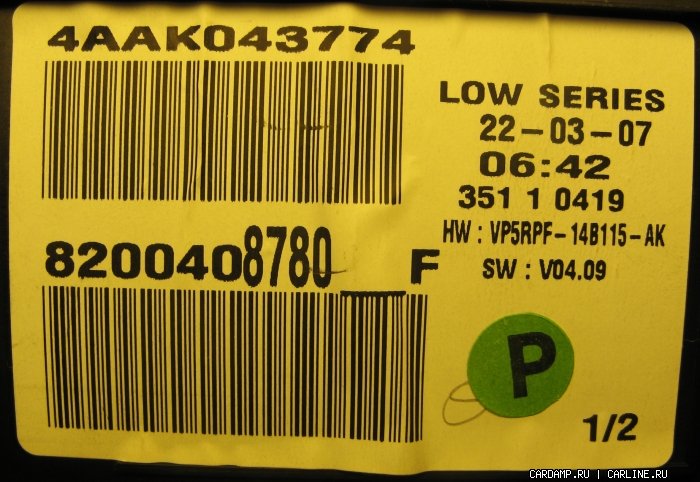 4AAK043774
LOW SERIES
22-03-07
06:42
351 1 0419
HW : VP5RPF-14B115-AK
SW : V04.09
8200408780__F
P
1/2
CARDAMP.RU | CARLINE.RU